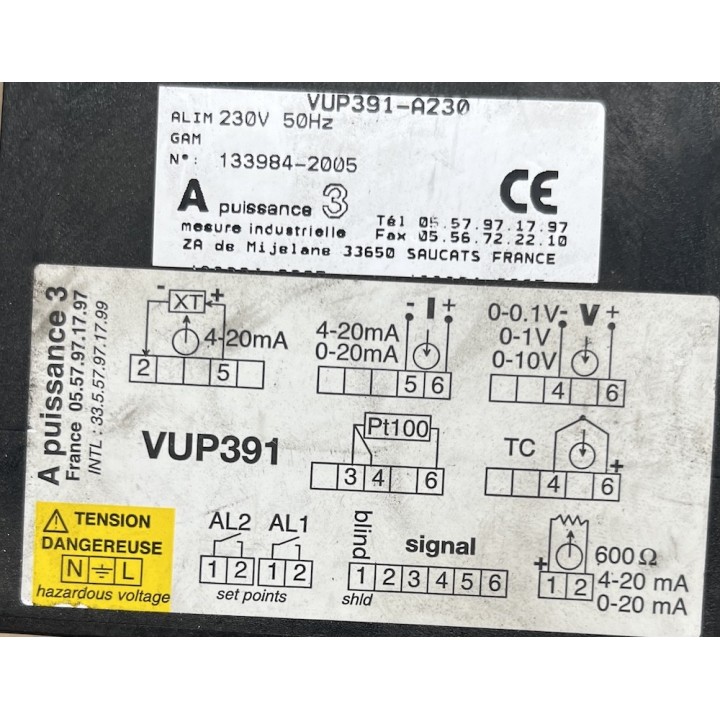 VUP391-A230
ALIM 230V 50Hz
GAM
N°: 133984-2005
CE
A puissance 3
mesure industrielle
Tél 05.57.97.17.97
Fax 05.56.72.22.10
ZA de Mijelane 33650 SAUCATS FRANCE
A puissance 3
France 05.57.97.17.97
INTL : 33.5.57.97.17.99
- XT +
4-20mA
2 5
- I +
4-20mA
0-20mA
5 6
0-0.1V - V +
0-1V
0-10V
4 6
VUP391
Pt100
3 4 6
TC
+
4 6
TENSION
DANGEREUSE
N L
hazardous voltage
AL2 AL1
1 2 1 2
set points
blind
signal
1 2 3 4 5 6
shld
+
600Ω
4-20 mA
0-20 mA
1 2